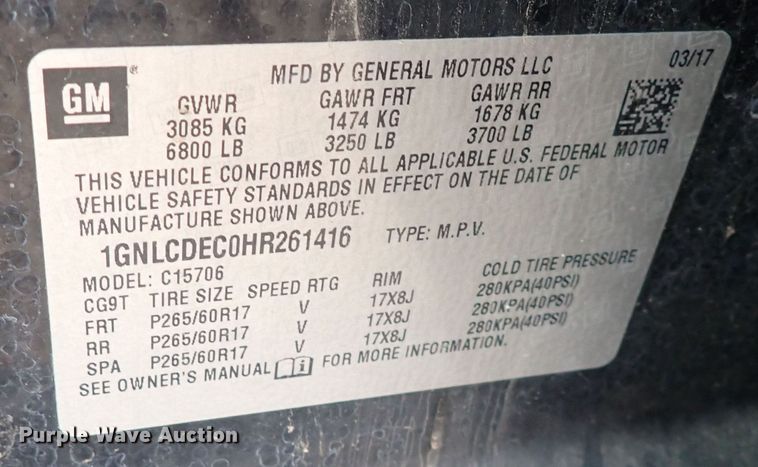 GM ®
MFD BY GENERAL MOTORS LLC
03/17
GVWR GAWR FRT GAWR RR
3085 KG 1474 KG 1678 KG
6800 LB 3250 LB 3700 LB
THIS VEHICLE CONFORMS TO ALL APPLICABLE U.S. FEDERAL MOTOR
VEHICLE SAFETY STANDARDS IN EFFECT ON THE DATE OF
MANUFACTURE SHOWN ABOVE.
1GNLCDEC0HR261416 TYPE: M.P.V.
MODEL: C15706
CG9T TIRE SIZE SPEED RTG RIM COLD TIRE PRESSURE
FRT P265/60R17 V 17X8J 280KPA(40PSI)
RR P265/60R17 V 17X8J 280KPA(40PSI)
SPA P265/60R17 V 17X8J 280KPA(40PSI)
SEE OWNER'S MANUAL i FOR MORE INFORMATION.
Purple Wave Auction